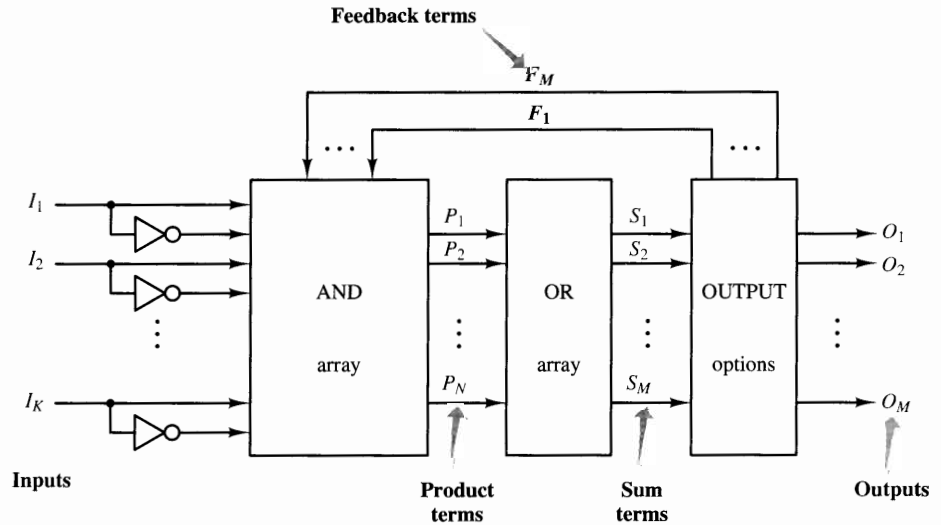 Feedback terms
F_M
F_1
I_1
P_1
S_1
O_1
I_2
P_2
S_2
O_2
AND
array
OR
array
OUTPUT
options
I_K
P_N
S_M
O_M
Inputs
Product
terms
Sum
terms
Outputs